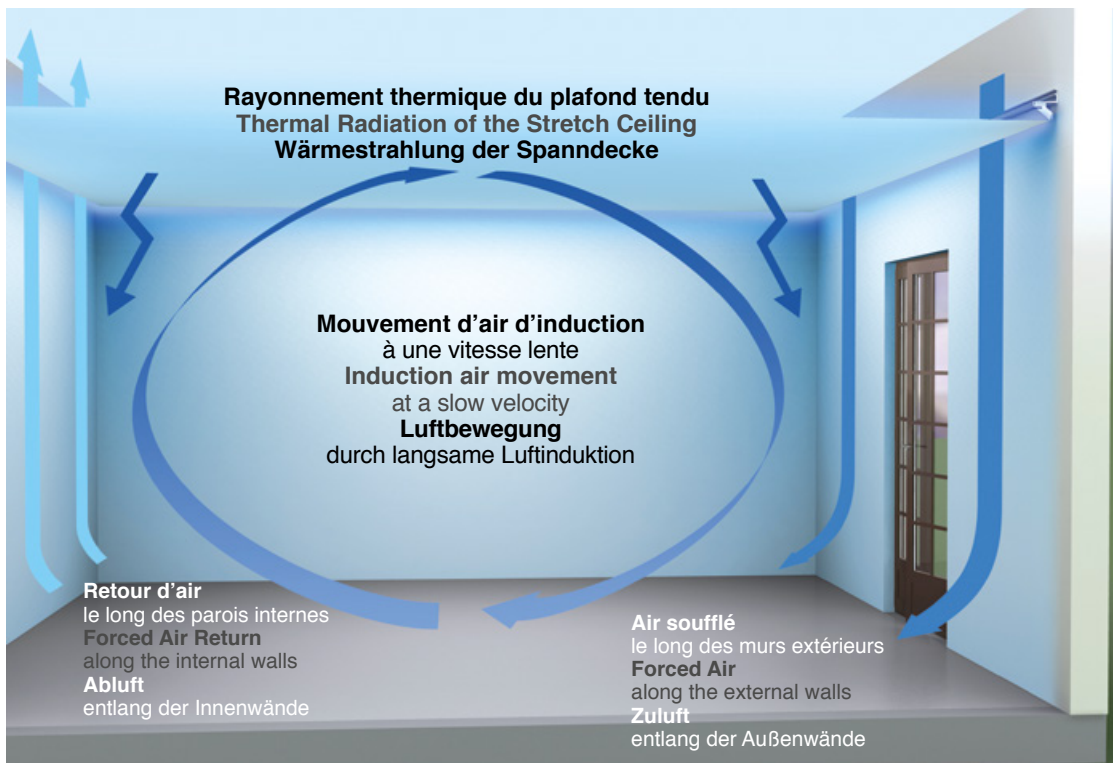 Rayonnement thermique du plafond tendu
Thermal Radiation of the Stretch Ceiling
Wärmestrahlung der Spanndecke
Mouvement d’air d’induction
à une vitesse lente
Induction air movement
at a slow velocity
Luftbewegung
durch langsame Luftinduktion
Retour d’air
le long des parois internes
Forced Air Return
along the internal walls
Abluft
entlang der Innenwände
Air soufflé
le long des murs extérieurs
Forced Air
along the external walls
Zuluft
entlang der Außenwände